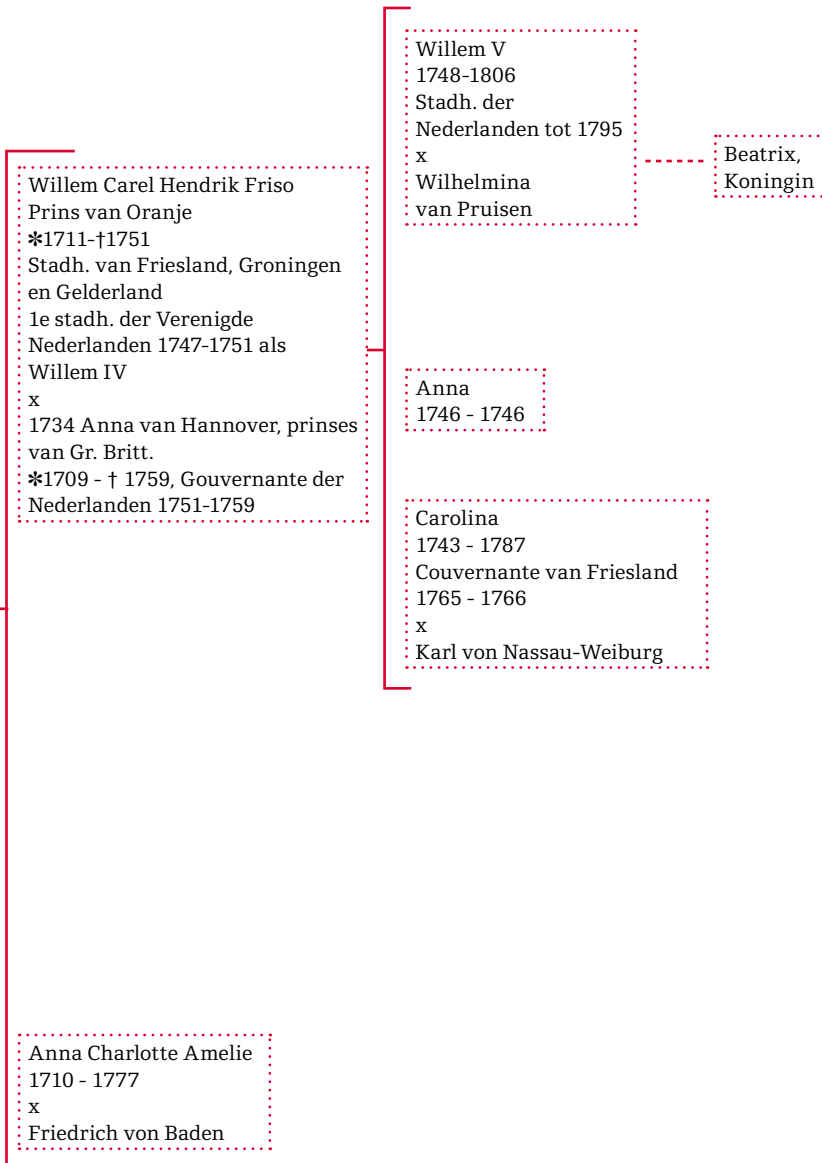 Willem V
1748-1806
Stadh. der
Nederlanden tot 1795
x
Wilhelmina
van Pruisen
Beatrix,
Koningin
Willem Carel Hendrik Friso
Prins van Oranje
✻1711-†1751
Stadh. van Friesland, Groningen
en Gelderland
1e stadh. der Verenigde
Nederlanden 1747-1751 als
Willem IV
x
1734 Anna van Hannover, prinses
van Gr. Britt.
✻1709 - † 1759, Gouvernante der
Nederlanden 1751-1759
Anna
1746 - 1746
Carolina
1743 - 1787
Couvernante van Friesland
1765 - 1766
x
Karl von Nassau-Weiburg
Anna Charlotte Amelie
1710 - 1777
x
Friedrich von Baden